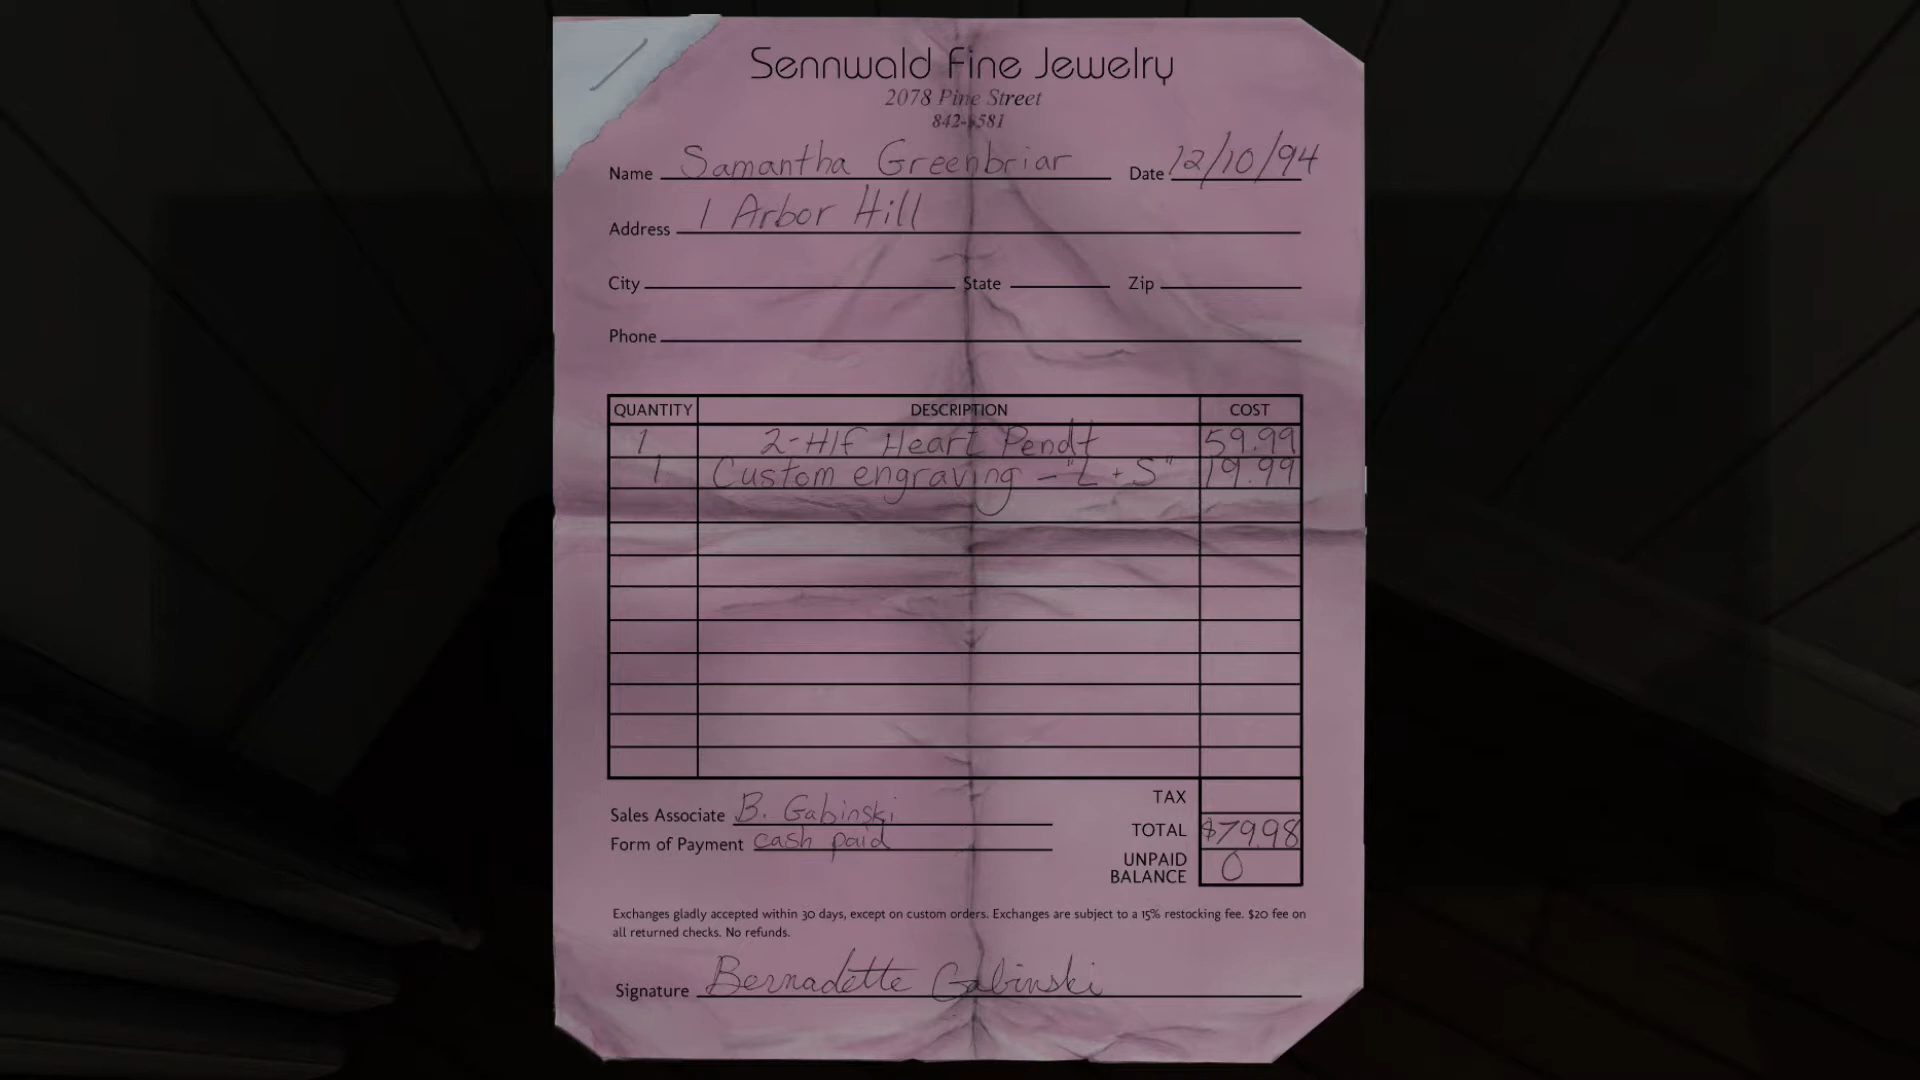 Sennwald Fine Jewelry
2078 Pine Street
Name Samantha Greenbriar Date 12/10/94
Address 1 Arbor Hill
City State Zip
Phone
QUANTITY DESCRIPTION COST
1 2-Hlf Heart Pendt 59.99
1 Custom engraving - "L + S" 19.99
TAX
Sales Associate B. Gabinski
TOTAL $79.98
Form of Payment cash paid
UNPAID
BALANCE 0
Exchanges gladly accepted within 30 days, except on custom orders. Exchanges are subject to a 15% restocking fee. $20 fee on
all returned checks. No refunds.
Signature Bernadette Gabinski